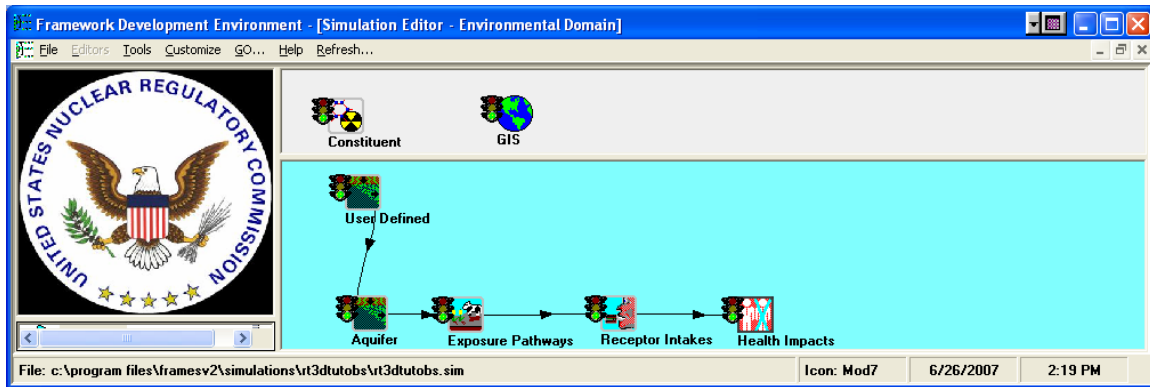 Framework Development Environment - [Simulation Editor - Environmental Domain]
File Editors Tools Customize GO... Help Refresh...
UNITED STATES NUCLEAR REGULATORY COMMISSION
Constituent
GIS
User Defined
Aquifer
Exposure Pathways
Receptor Intakes
Health Impacts
File: c:\program files\framesv2\simulations\rt3dtutobs\rt3dtutobs.sim
Icon: Mod7
6/26/2007
2:19 PM